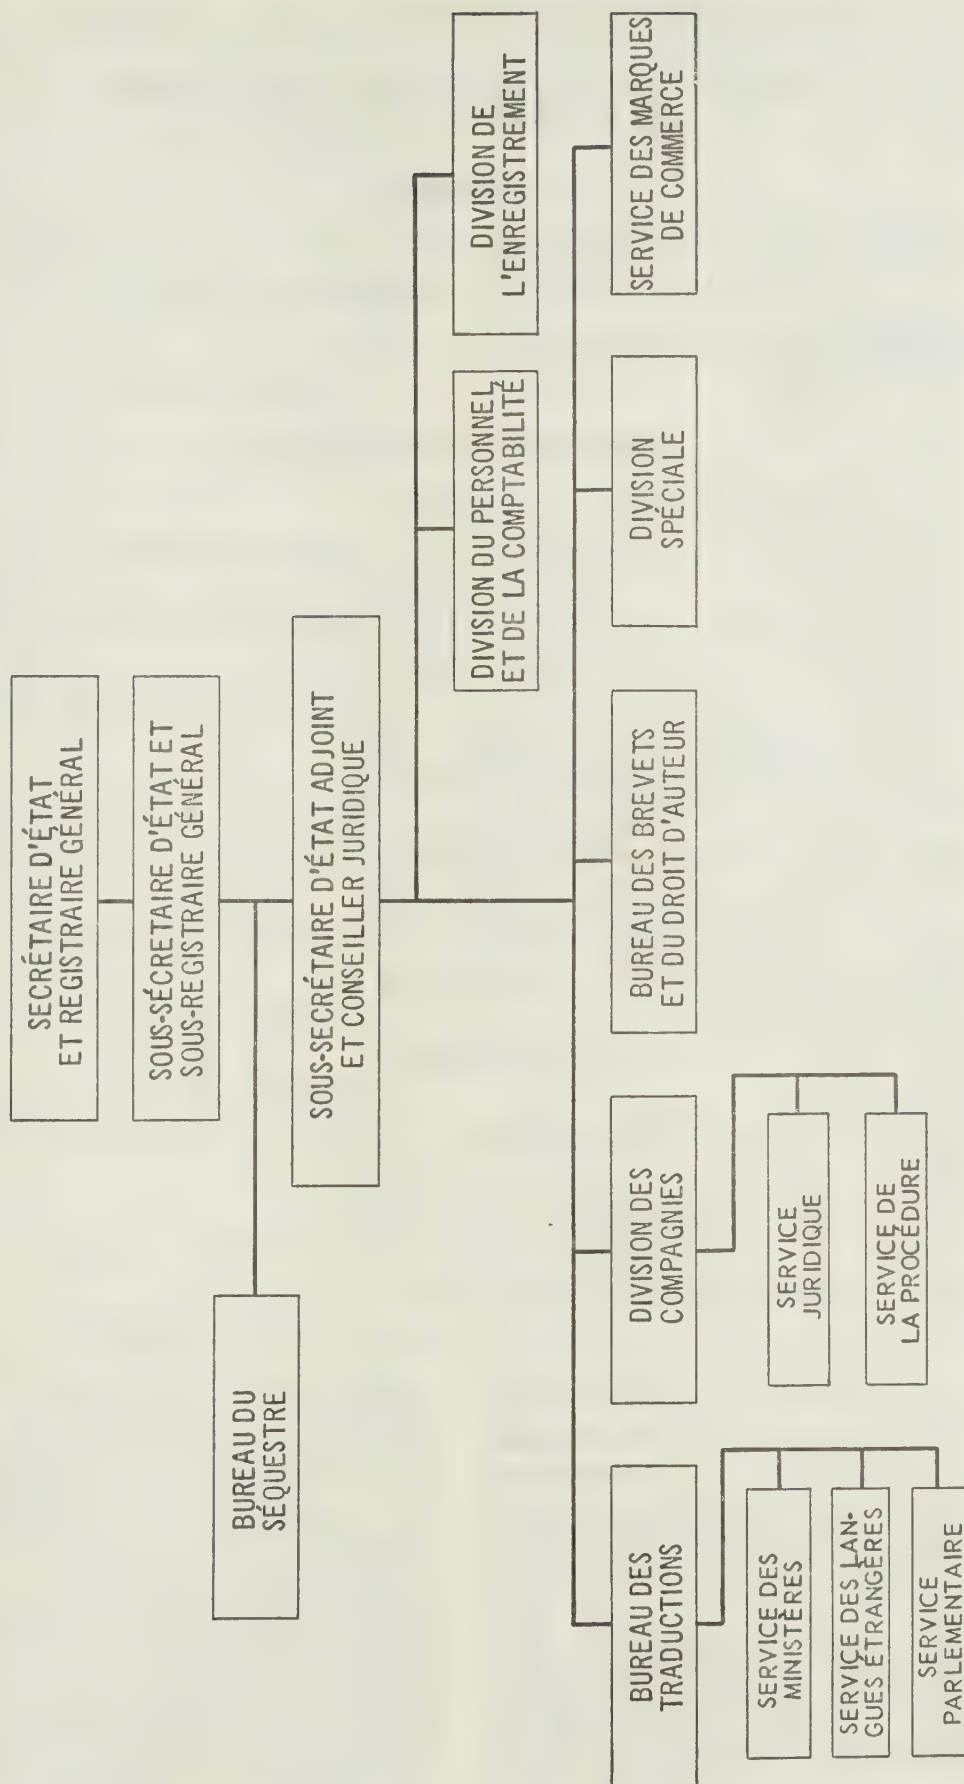 SECRÉTAIRE D'ÉTAT
ET REGISTRAIRE GÉNÉRAL
SOUS-SÉCRETAIRE D'ÉTAT ET
SOUS-REGISTRAIRE GÉNÉRAL
BUREAU DU
SÉQUESTRE
SOUS-SECRÉTAIRE D'ÉTAT ADJOINT
ET CONSEILLER JURIDIQUE
DIVISION DU PERSONNEL
ET DE LA COMPTABILITÉ
DIVISION DE
L'ENREGISTREMENT
BUREAU DES
TRADUCTIONS
DIVISION DES
COMPAGNIES
BUREAU DES BREVETS
ET DU DROIT D'AUTEUR
DIVISION
SPÉCIALE
SERVICE DES MARQUES
DE COMMERCE
SERVICE DES
MINISTÈRES
SERVICE DES LAN-
GUES ÉTRANGÈRES
SERVICE
PARLEMENTAIRE
SERVICE
JURIDIQUE
SERVICE DE
LA PROCÉDURE